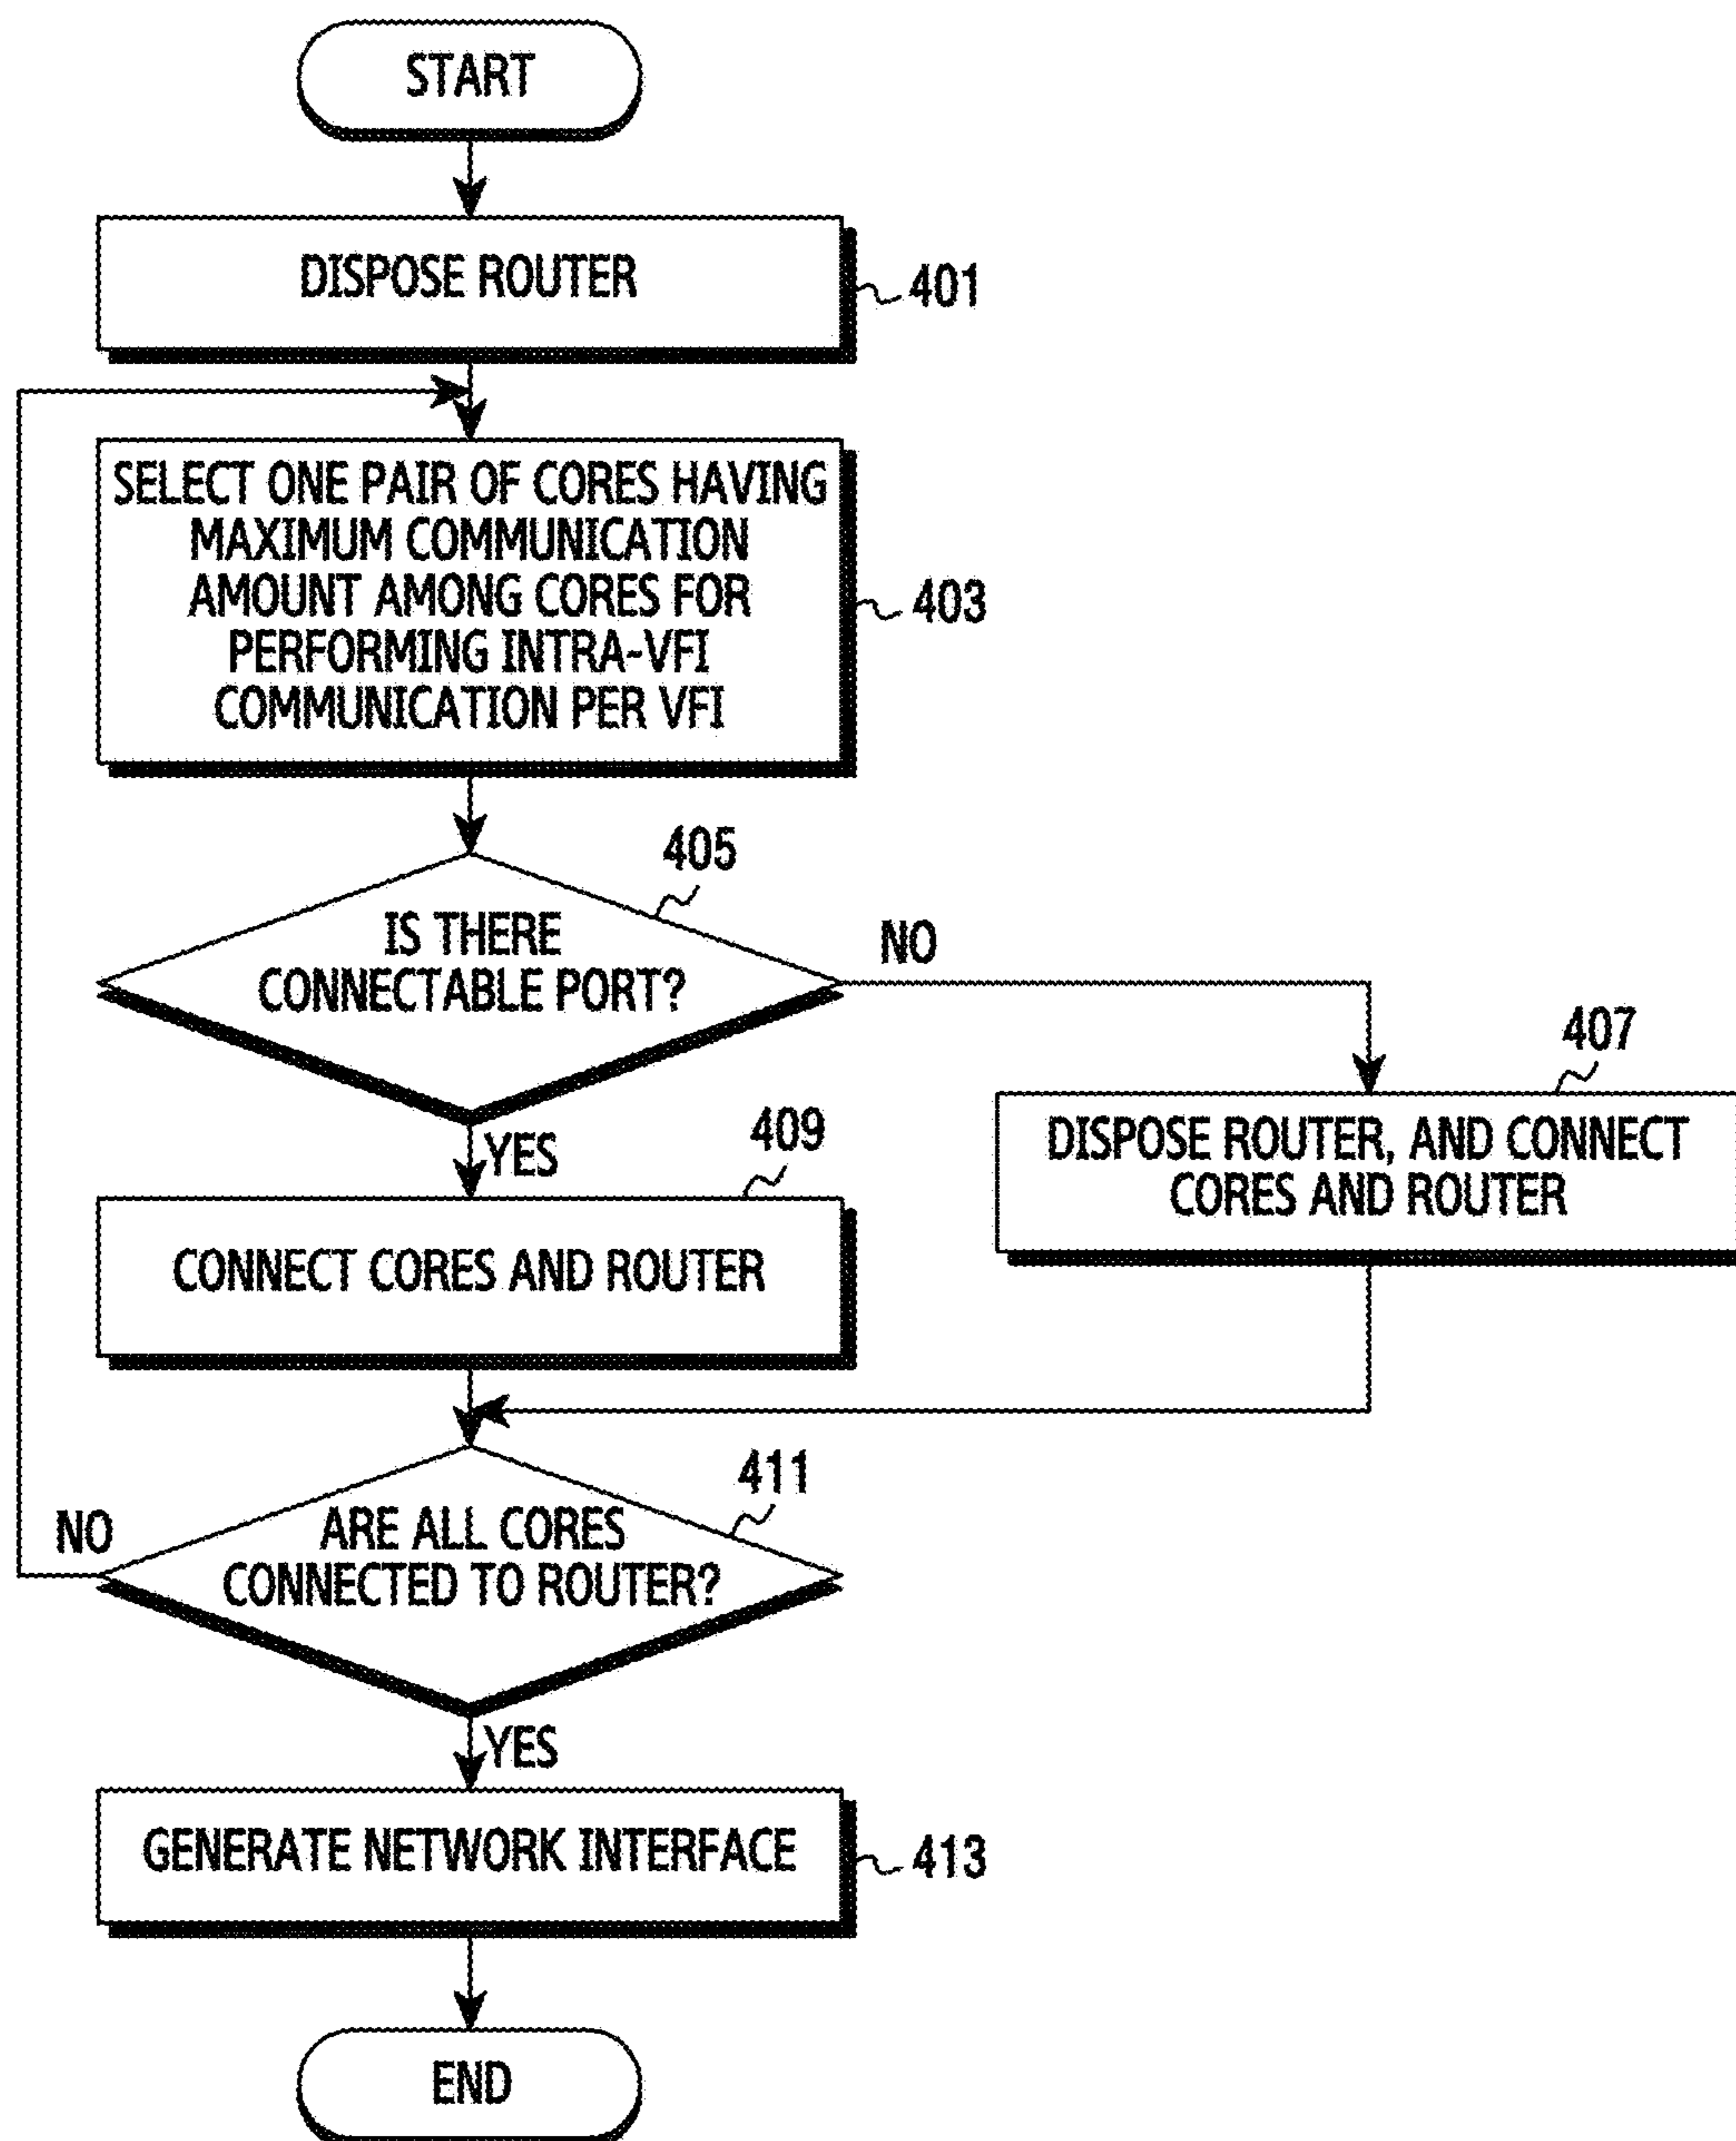 START
DISPOSE ROUTER
401
SELECT ONE PAIR OF CORES HAVING
MAXIMUM COMMUNICATION
AMOUNT AMONG CORES FOR
PERFORMING INTRA-VFI
COMMUNICATION PER VFI
403
405
IS THERE
CONNECTABLE PORT?
NO
407
DISPOSE ROUTER, AND CONNECT
CORES AND ROUTER
YES
409
CONNECT CORES AND ROUTER
411
ARE ALL CORES
CONNECTED TO ROUTER?
NO
YES
GENERATE NETWORK INTERFACE
413
END